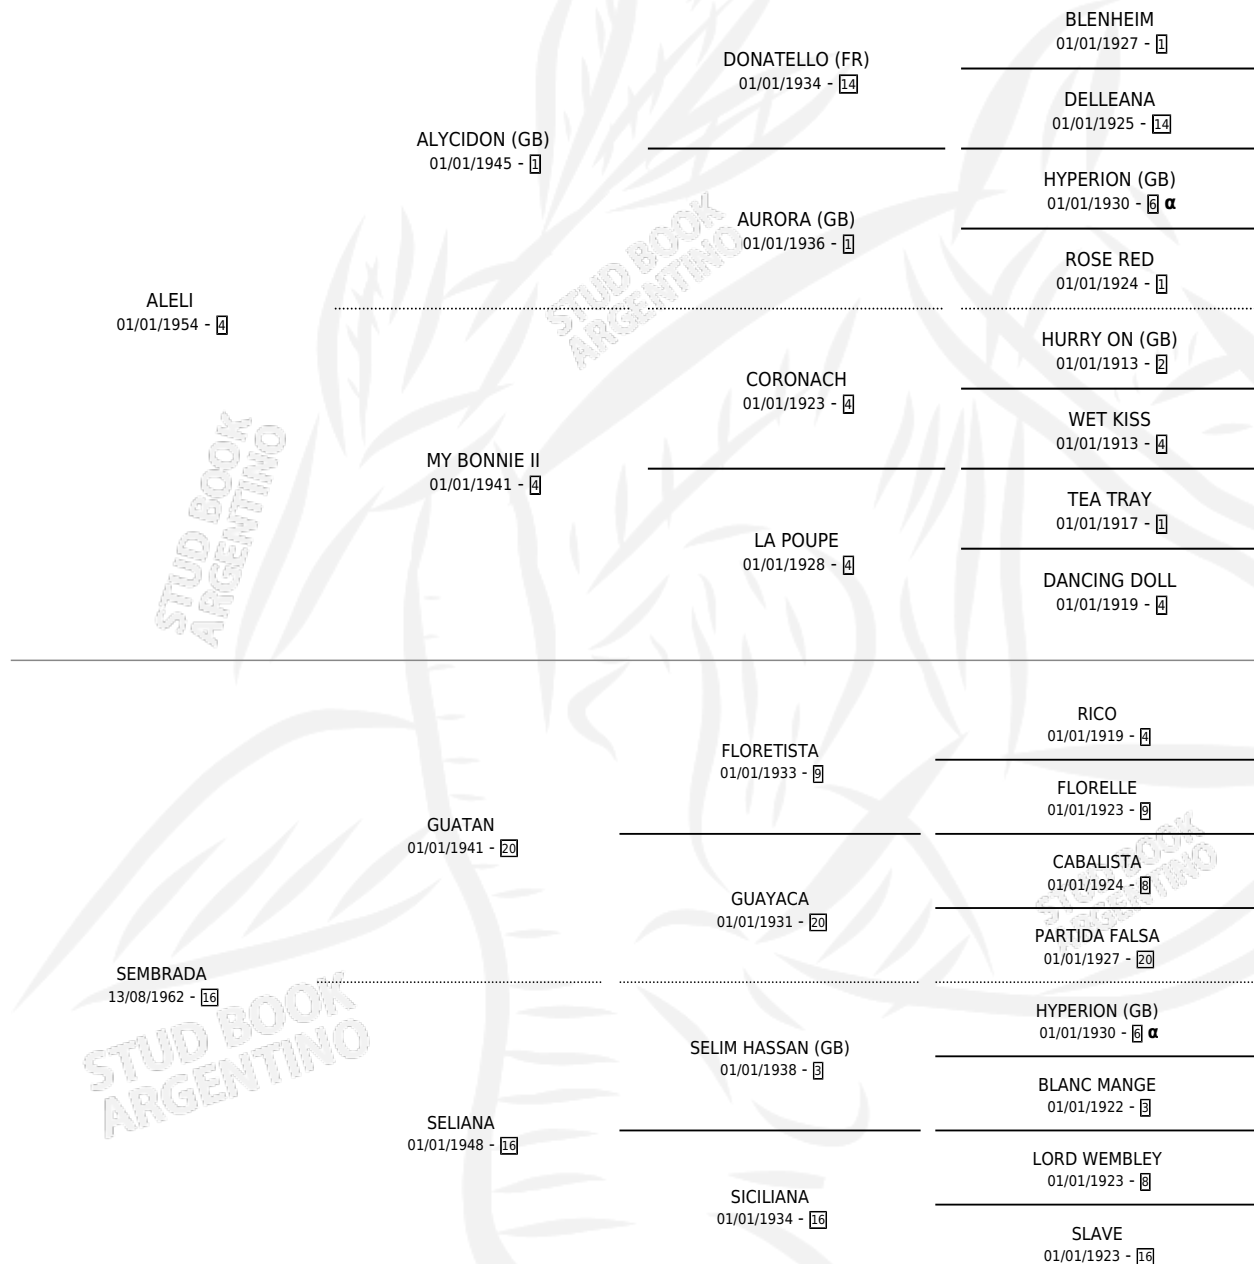 BLENHEIM
01/01/1927 - 1
DONATELLO (FR)
01/01/1934 - 14
DELLEANA
01/01/1925 - 14
ALYCIDON (GB)
01/01/1945 - 1
HYPERION (GB)
01/01/1930 - 6 α
AURORA (GB)
01/01/1936 - 1
ROSE RED
01/01/1924 - 1
ALELI
01/01/1954 - 4
HURRY ON (GB)
01/01/1913 - 2
CORONACH
01/01/1923 - 4
WET KISS
01/01/1913 - 4
MY BONNIE II
01/01/1941 - 4
TEA TRAY
01/01/1917 - 1
LA POUPE
01/01/1928 - 4
DANCING DOLL
01/01/1919 - 4
RICO
01/01/1919 - 4
FLORETISTA
01/01/1933 - 9
FLORELLE
01/01/1923 - 9
GUATAN
01/01/1941 - 20
CABALISTA
01/01/1924 - 8
GUAYACA
01/01/1931 - 20
PARTIDA FALSA
01/01/1927 - 20
SEMBRADA
13/08/1962 - 16
HYPERION (GB)
01/01/1930 - 6 α
SELIM HASSAN (GB)
01/01/1938 - 3
BLANC MANGE
01/01/1922 - 3
SELIANA
01/01/1948 - 16
LORD WEMBLEY
01/01/1923 - 8
SICILIANA
01/01/1934 - 16
SLAVE
01/01/1923 - 16
STUD BOOK
ARGENTINO
STUD BOOK
ARGENTINO
STUD BOOK
ARGENTINO
STUD BOOK
ARGENTINO